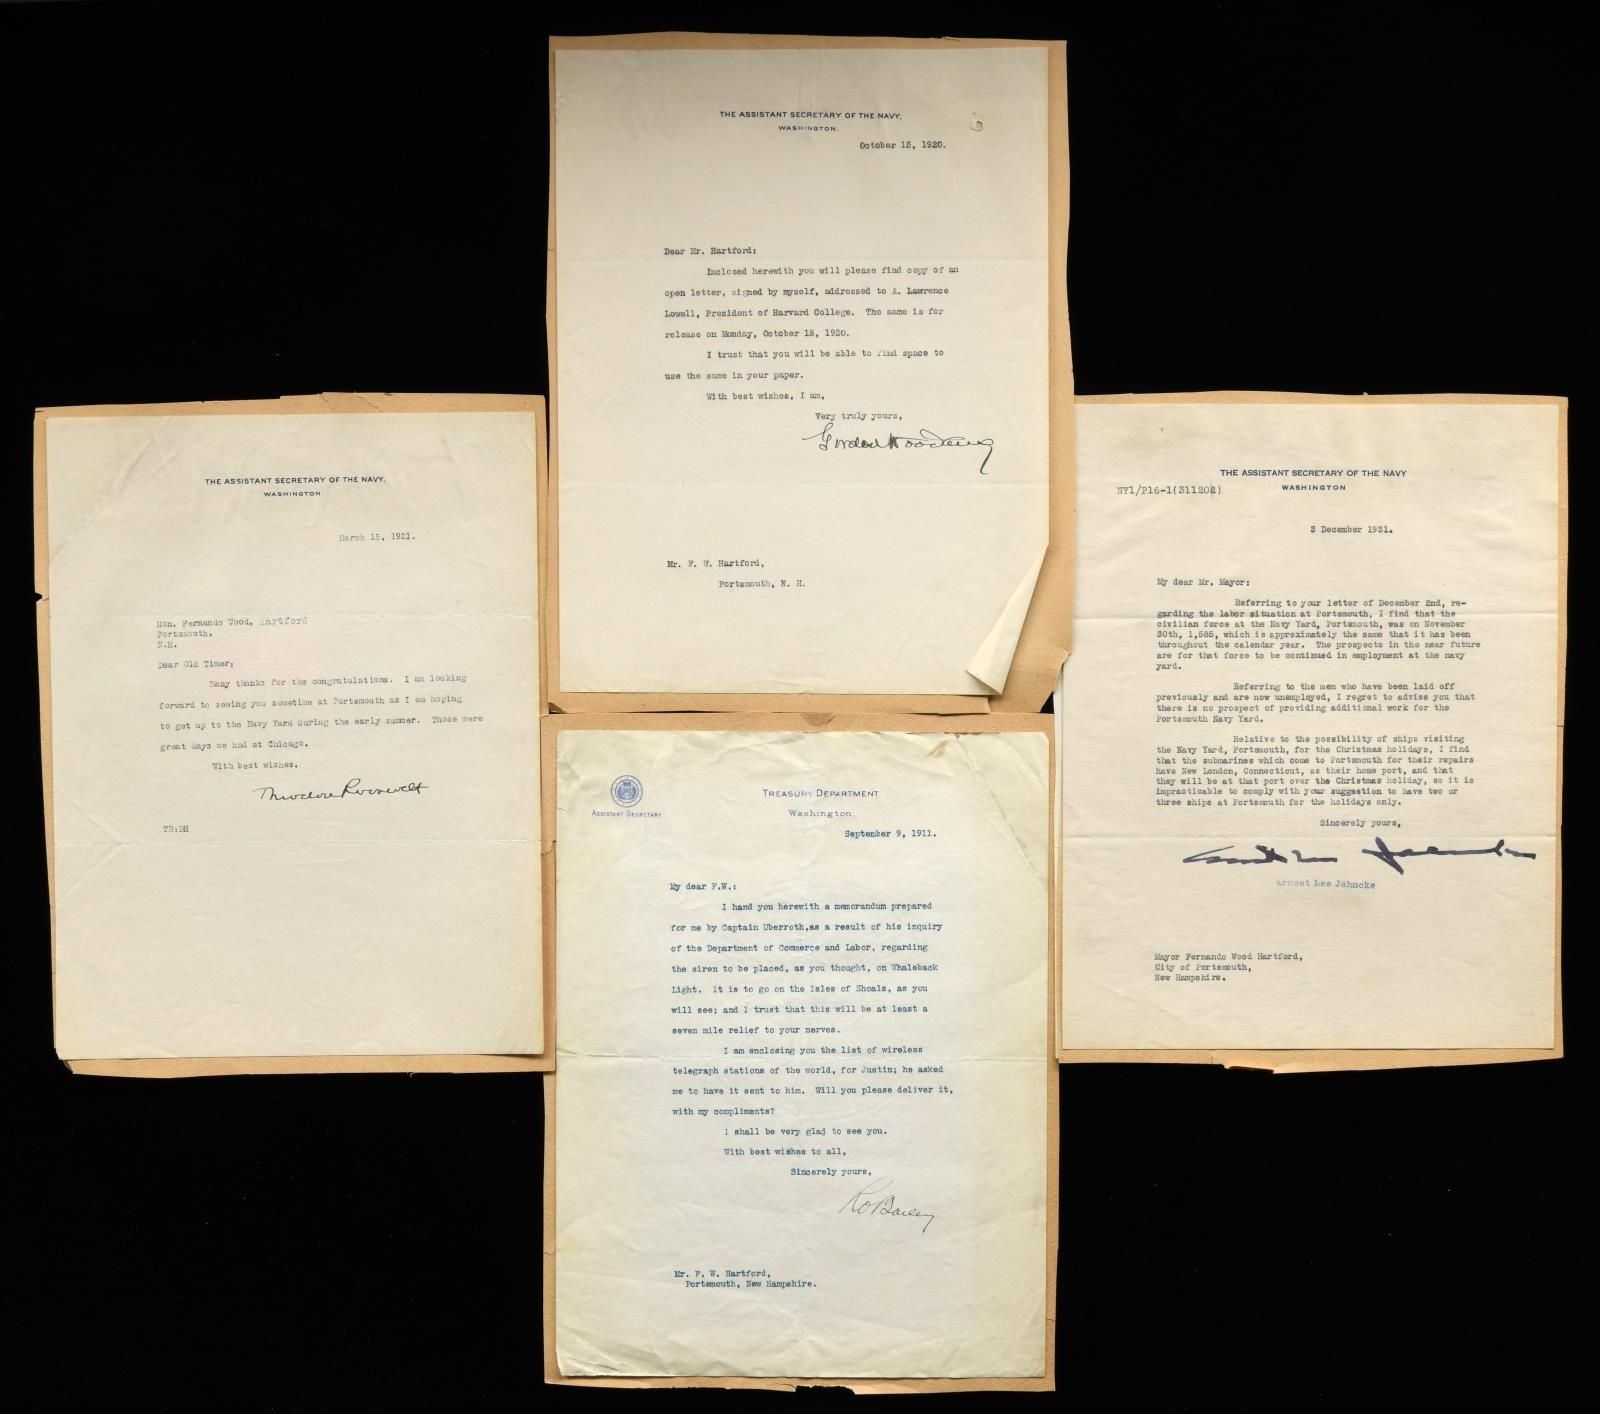 THE ASSISTANT SECRETARY OF THE NAVY,
WASHINGTON.
October 15, 1920.
Dear Mr. Hartford:
Inclosed herewith you will please find copy of an
open letter, signed by myself, addressed to A. Lawrence
Lowell, President of Harvard College. The same is for
release on Monday, October 18, 1920.
I trust that you will be able to find space to
use the same in your paper.
With best wishes, I am,
Very truly yours,
Gordon Woodbury
Mr. F. W. Hartford,
Portsmouth, N. H.
THE ASSISTANT SECRETARY OF THE NAVY,
WASHINGTON.
March 15, 1921.
Hon. Fernando Wood, Hartford
Portsmouth,
N.H.
Dear Old Timer:
Many thanks for the congratulations. I am looking
forward to seeing you sometime at Portsmouth as I am hoping
to get up to the Navy Yard during the early summer. Those were
great days we had at Chicago.
With best wishes,
Theodore Roosevelt
TR:DH
THE ASSISTANT SECRETARY OF THE NAVY
WASHINGTON
NY1/P16-1(311202)
3 December 1931.
My dear Mr. Mayor:
Referring to your letter of December 2nd, re-
garding the labor situation at Portsmouth, I find that the
civilian force at the Navy Yard, Portsmouth, was on November
30th, 1,585, which is approximately the same that it has been
throughout the calendar year. The prospects in the near future
are for that force to be continued in employment at the navy
yard.
Referring to the men who have been laid off
previously and are now unemployed, I regret to advise you that
there is no prospect of providing additional work for the
Portsmouth Navy Yard.
Relative to the possibility of ships visiting
the Navy Yard, Portsmouth, for the Christmas holidays, I find
that the submarines which come to Portsmouth for their repairs
have New London, Connecticut, as their home port, and that
they will be at that port over the Christmas holiday, so it is
impracticable to comply with your suggestion to have two or
three ships at Portsmouth for the holidays only.
Sincerely yours,
Ernest Lee Jahncke
Ernest Lee Jahncke
Mayor Fernando Wood Hartford,
City of Portsmouth,
New Hampshire.
ASSISTANT SECRETARY
TREASURY DEPARTMENT
Washington,
September 9, 1911.
My dear F.W.:
I hand you herewith a memorandum prepared
for me by Captain Uberroth,as a result of his inquiry
of the Department of Commerce and Labor, regarding
the siren to be placed, as you thought, on Whaleback
Light. It is to go on the Isles of Shoals, as you
will see; and I trust that this will be at least a
seven mile relief to your nerves.
I am enclosing you the list of wireless
telegraph stations of the world, for Justin; he asked
me to have it sent to him. Will you please deliver it,
with my compliments?
I shall be very glad to see you.
With best wishes to all,
Sincerely yours,
Mr. F. W. Hartford,
Portsmouth, New Hampshire.